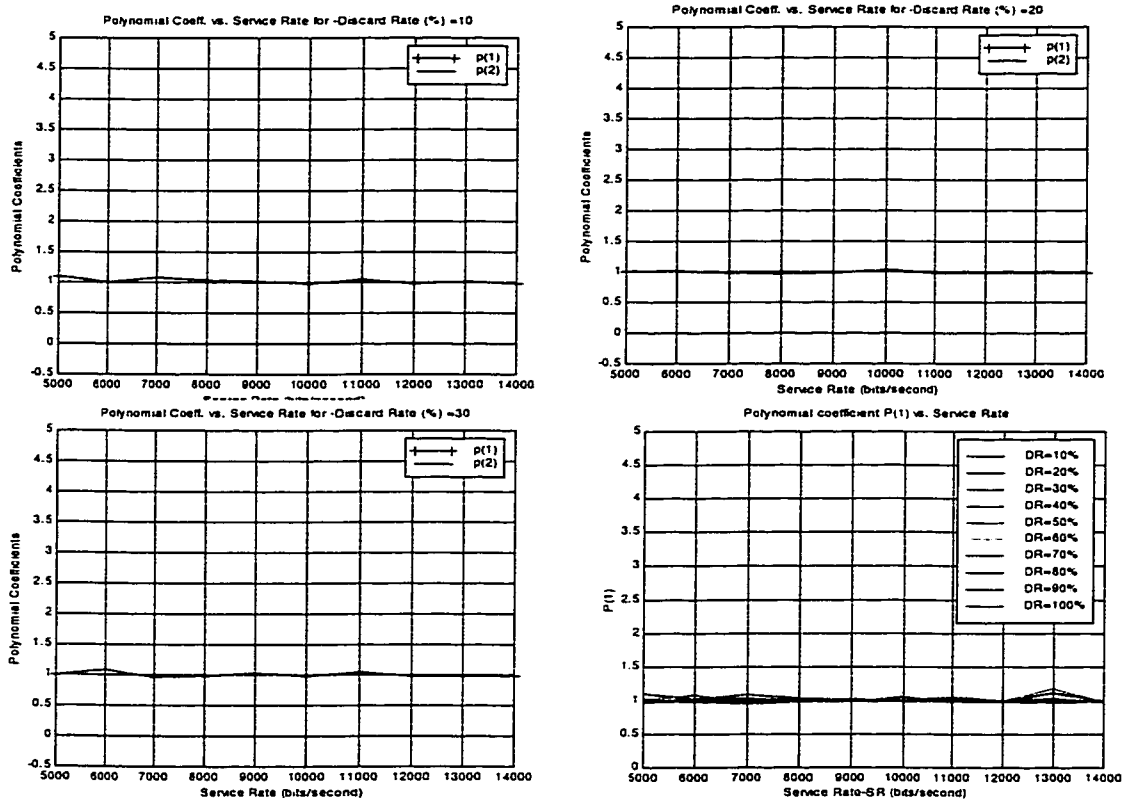 Polynomial Coeff. vs. Service Rate for -Discard Rate (%) =10
5
4.5
4
3.5
3
2.5
2
1.5
1
0.5
0
-0.5
Polynomial Coefficients
p(1)
p(2)
5000 6000 7000 8000 9000 10000 11000 12000 13000 14000
Polynomial Coeff. vs. Service Rate for -Discard Rate (%) =20
5
4.5
4
3.5
3
2.5
2
1.5
1
0.5
0
-0.5
Polynomial Coefficients
p(1)
p(2)
5000 6000 7000 8000 9000 10000 11000 12000 13000 14000
Service Rate (bits/second)
Polynomial Coeff. vs. Service Rate for -Discard Rate (%) =30
5
4.5
4
3.5
3
2.5
2
1.5
1
0.5
0
-0.5
Polynomial Coefficients
p(1)
p(2)
5000 6000 7000 8000 9000 10000 11000 12000 13000 14000
Service Rate (bits/second)
Polynomial coefficient P(1) vs. Service Rate
5
4.5
4
3.5
3
2.5
2
1.5
1
0.5
0
P(1)
DR=10%
DR=20%
DR=30%
DR=40%
DR=50%
DR=60%
DR=70%
DR=80%
DR=90%
DR=100%
5000 6000 7000 8000 9000 10000 11000 12000 13000 14000
Service Rate-SR (bits/second)